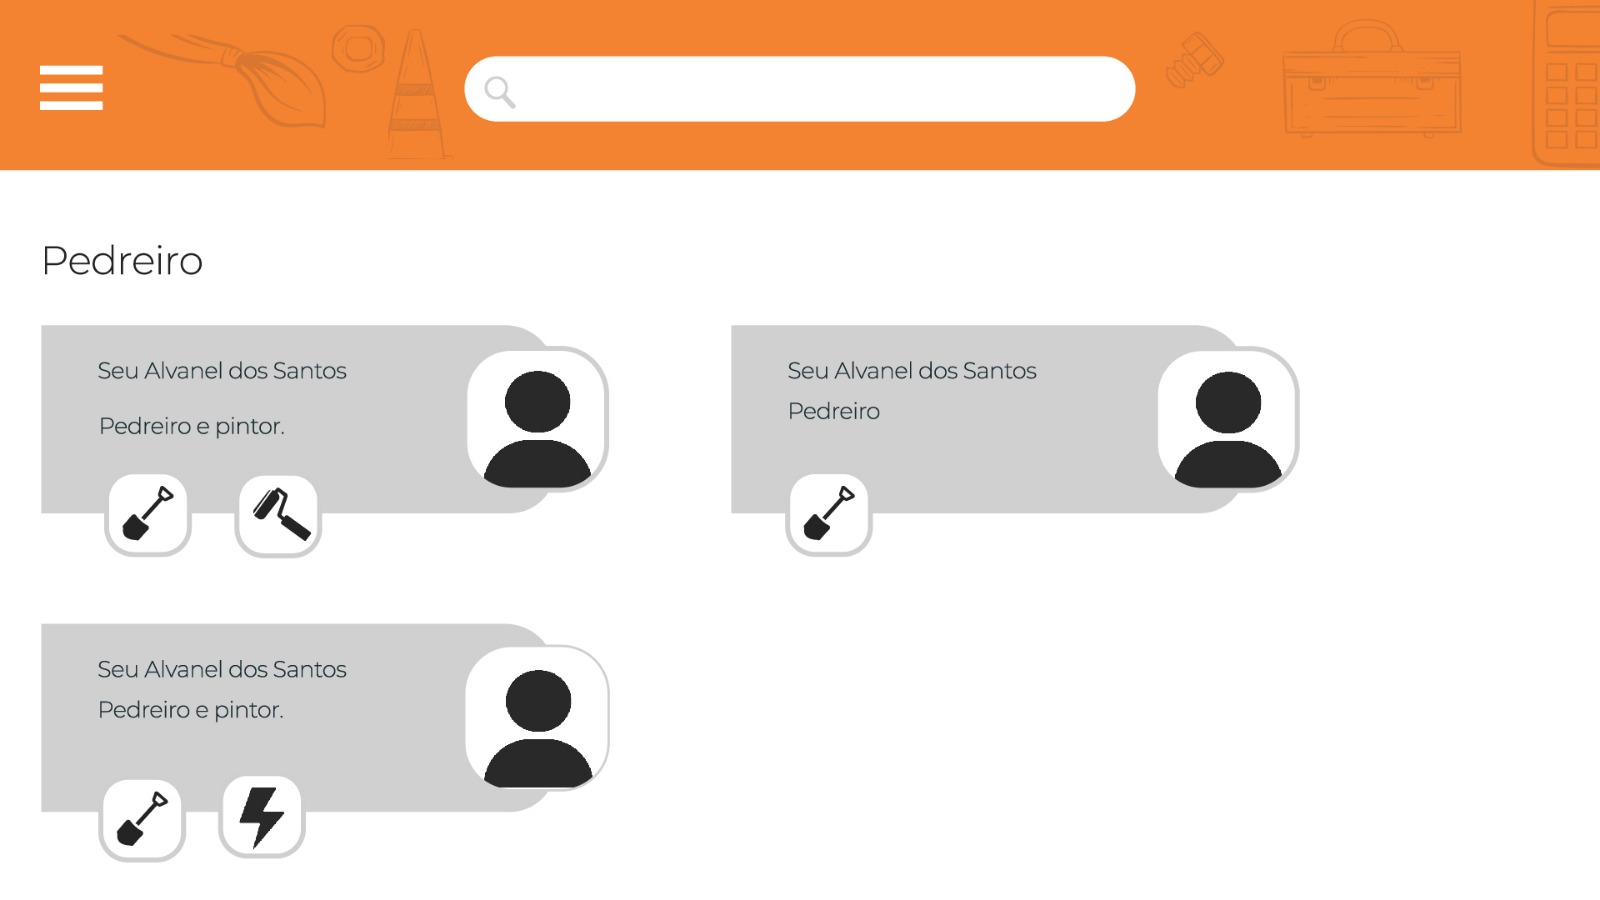 Pedreiro
Seu Alvanel dos Santos
Pedreiro e pintor.
Seu Alvanel dos Santos
Pedreiro
Seu Alvanel dos Santos
Pedreiro e pintor.